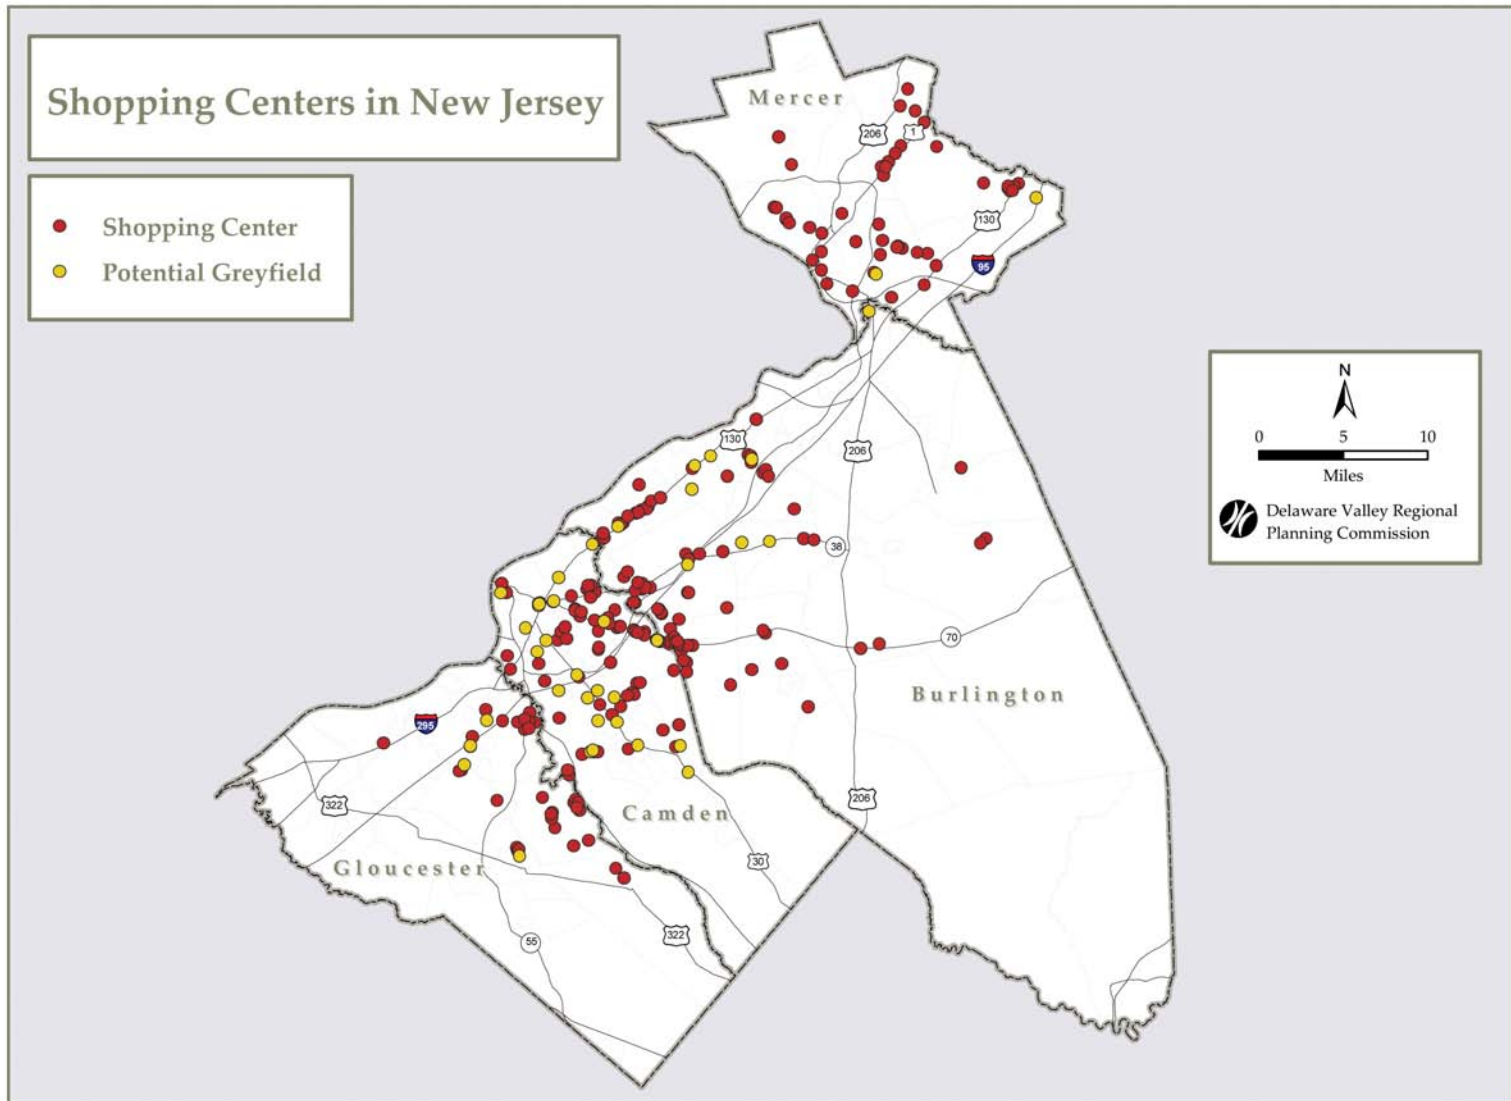 Shopping Centers in New Jersey
Shopping Center
Potential Greyfield
Mercer
206
1
130
95
N
0 5 10
Miles
Delaware Valley Regional
Planning Commission
130
206
38
70
Burlington
295
322
206
Camden
30
Gloucester
322
55